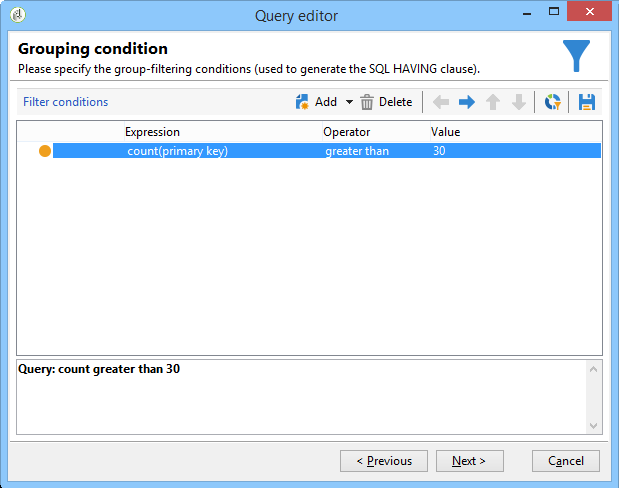 Query editor
Grouping condition
Please specify the group-filtering conditions (used to generate the SQL HAVING clause).
Filter conditions Add Delete
Expression Operator Value
count(primary key) greater than 30
Query: count greater than 30
< Previous Next > Cancel